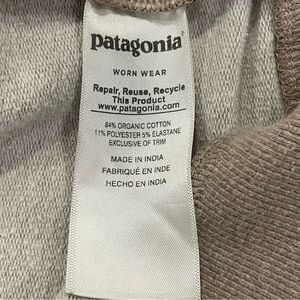 patagonia®
WORN WEAR
Repair, Reuse, Recycle
This Product
www.patagonia.com
84% ORGANIC COTTON
11% POLYESTER 5% ELASTANE
EXCLUSIVE OF TRIM
MADE IN INDIA
FABRIQUÉ EN INDE
HECHO EN INDIA